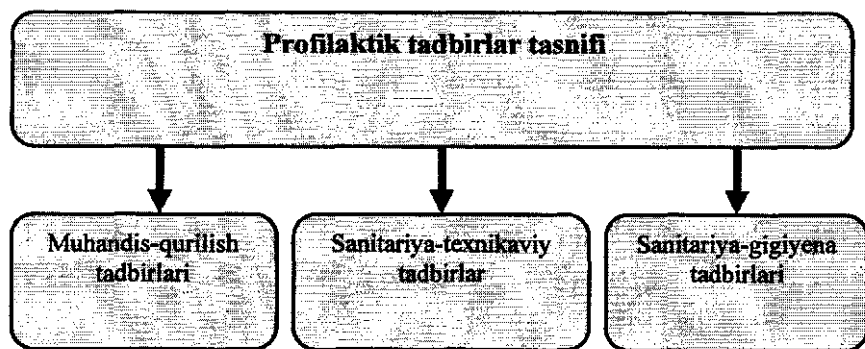 Profilaktik tadbirlar tasnifi
Muhandis-qurilish
tadbirlari
Sanitariya-texnikaviy
tadbirlar
Sanitariya-gigiyena
tadbirlari